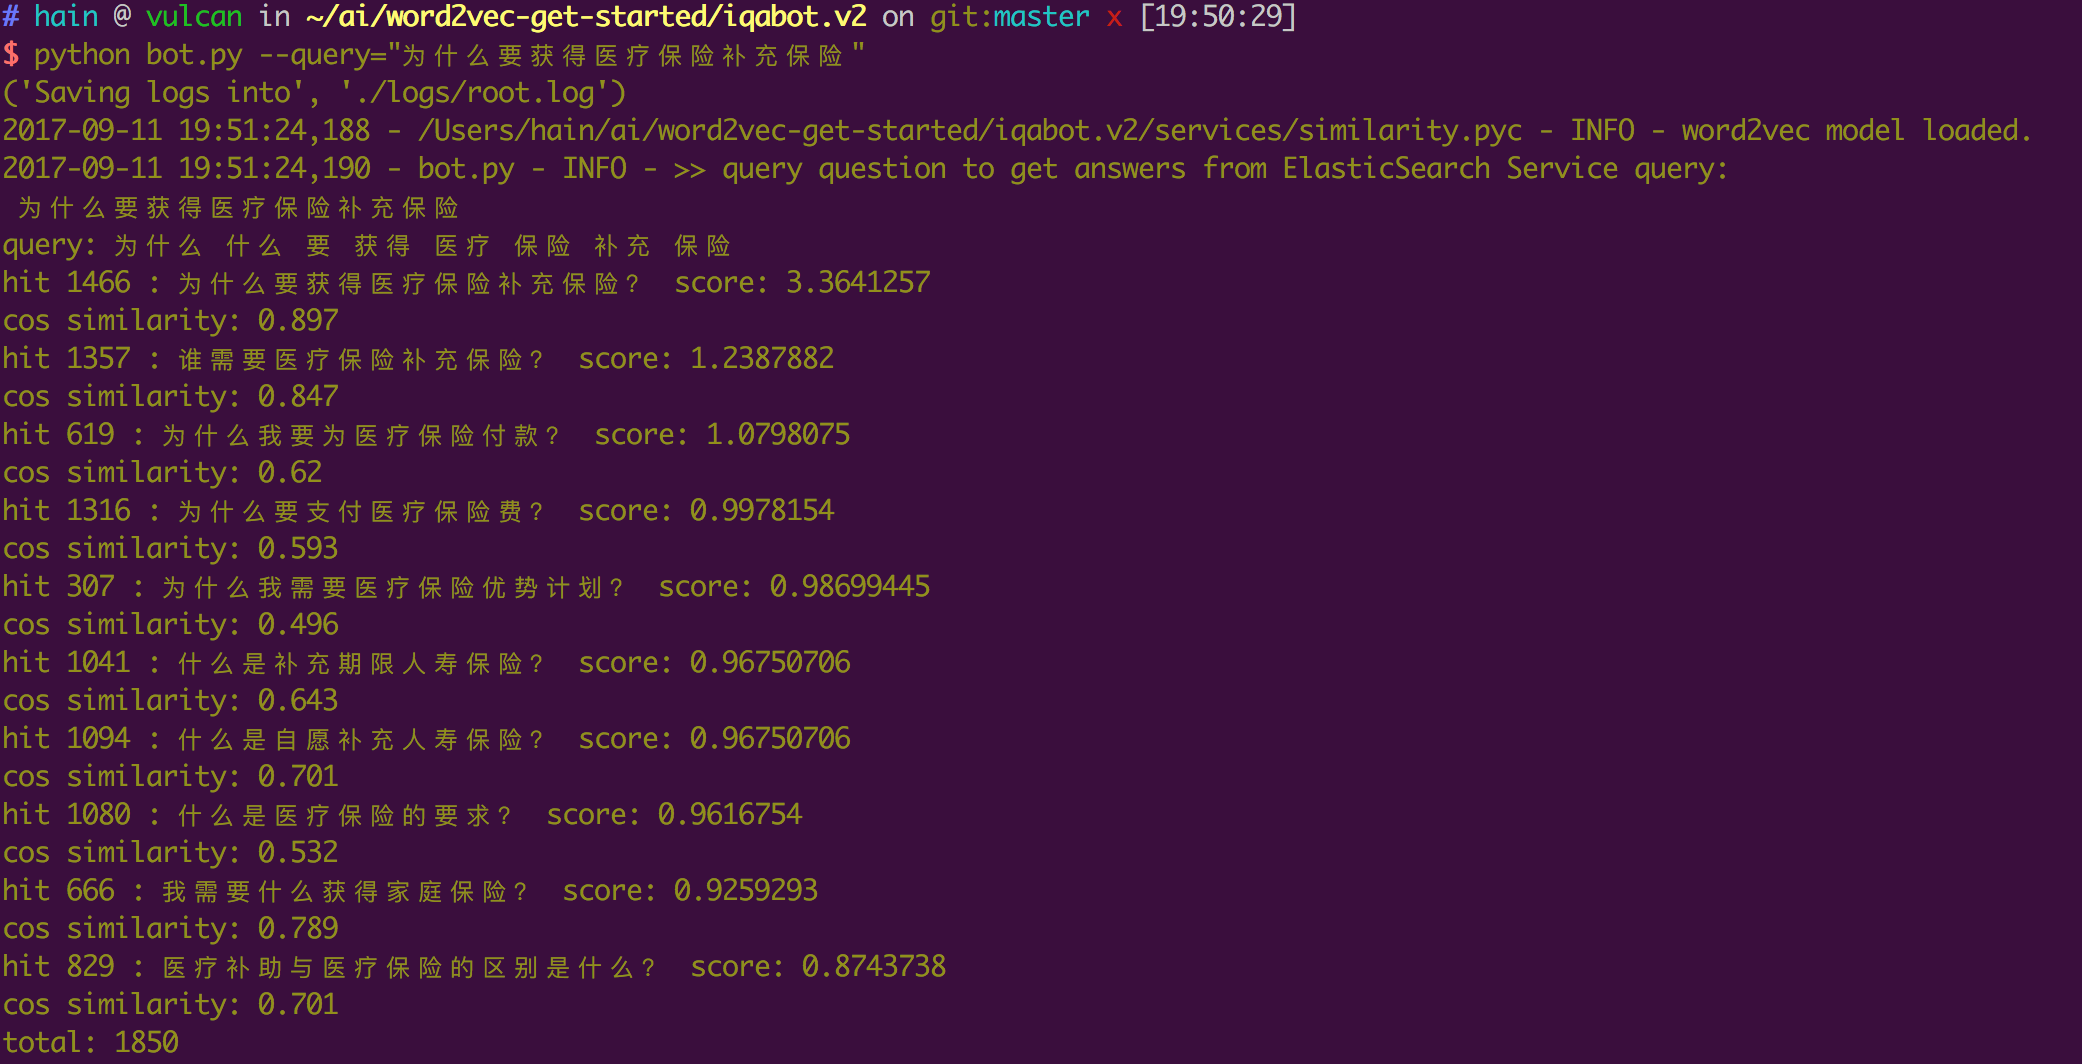 # hain @ vulcan in ~/ai/word2vec-get-started/iqabot.v2 on git:master x [19:50:29]
$ python bot.py --query="为什么要获得医疗保险补充保险"
('Saving logs into', './logs/root.log')
2017-09-11 19:51:24,188 - /Users/hain/ai/word2vec-get-started/iqabot.v2/services/similarity.pyc - INFO - word2vec model loaded.
2017-09-11 19:51:24,190 - bot.py - INFO - >> query question to get answers from ElasticSearch Service query:
为什么要获得医疗保险补充保险
query: 为什么 什么 要 获得 医疗 保险 补充 保险
hit 1466 : 为什么要获得医疗保险补充保险? score: 3.3641257
cos similarity: 0.897
hit 1357 : 谁需要医疗保险补充保险? score: 1.2387882
cos similarity: 0.847
hit 619 : 为什么我要为医疗保险付款? score: 1.0798075
cos similarity: 0.62
hit 1316 : 为什么要支付医疗保险费? score: 0.9978154
cos similarity: 0.593
hit 307 : 为什么我需要医疗保险优势计划? score: 0.98699445
cos similarity: 0.496
hit 1041 : 什么是补充期限人寿保险? score: 0.96750706
cos similarity: 0.643
hit 1094 : 什么是自愿补充人寿保险? score: 0.96750706
cos similarity: 0.701
hit 1080 : 什么是医疗保险的要求? score: 0.9616754
cos similarity: 0.532
hit 666 : 我需要什么获得家庭保险? score: 0.9259293
cos similarity: 0.789
hit 829 : 医疗补助与医疗保险的区别是什么? score: 0.8743738
cos similarity: 0.701
total: 1850